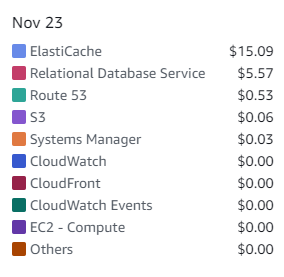 Nov 23
ElastiCache $15.09
Relational Database Service $5.57
Route 53 $0.53
S3 $0.06
Systems Manager $0.03
CloudWatch $0.00
CloudFront $0.00
CloudWatch Events $0.00
EC2 - Compute $0.00
Others $0.00